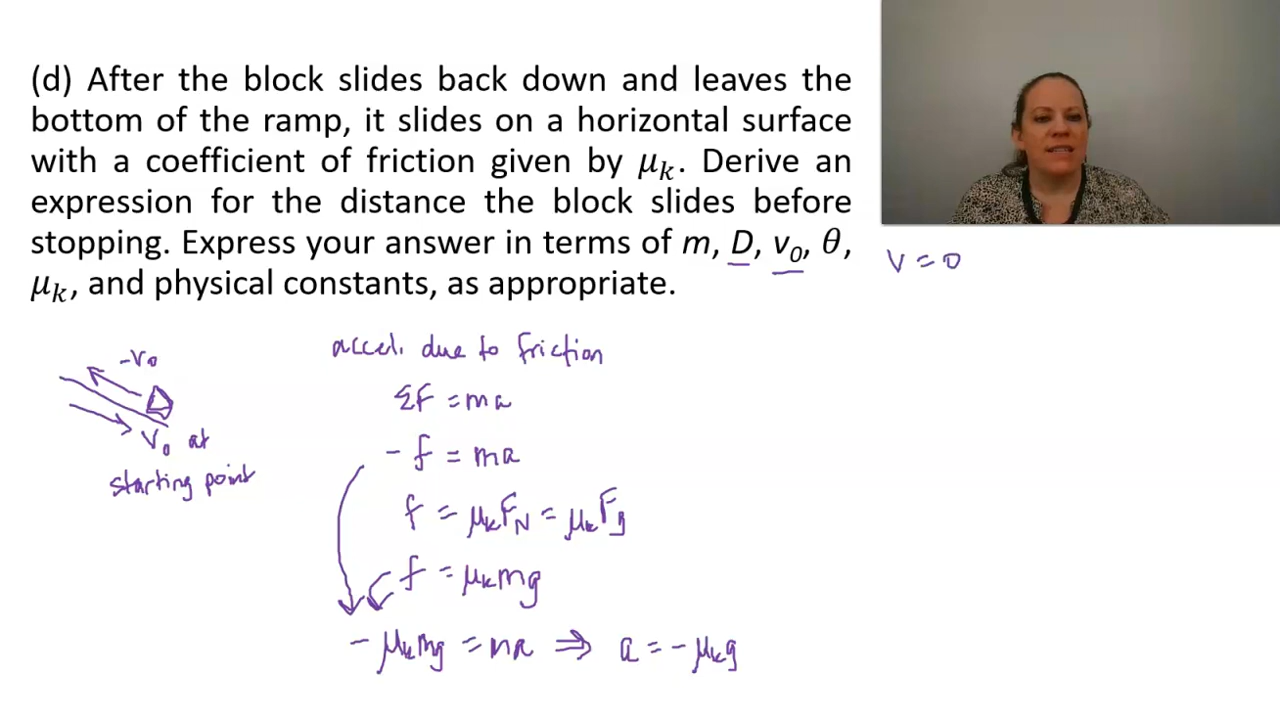 (d) After the block slides back down and leaves the
bottom of the ramp, it slides on a horizontal surface
with a coefficient of friction given by μₖ. Derive an
expression for the distance the block slides before
stopping. Express your answer in terms of m, D, v₀, θ,
μₖ, and physical constants, as appropriate.
v = 0
-v₀
v₀ at
starting point
accel. due to friction
ΣF = ma
- f = ma
f = μₖF_N = μₖF_g
f = μₖmg
- μₖmg = ma ⇒ a = - μₖg